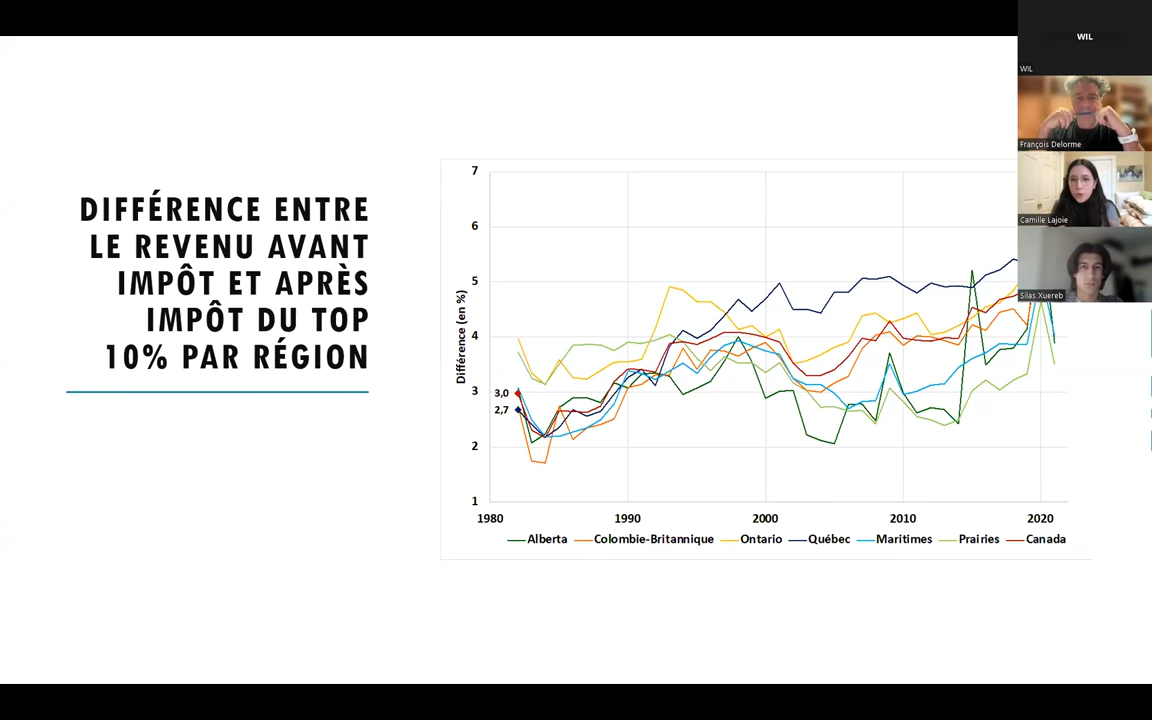 WIL
WIL
François Delorme
Camille Lajoie
Silas Xuereb
DIFFÉRENCE ENTRE
LE REVENU AVANT
IMPÔT ET APRÈS
IMPÔT DU TOP
10% PAR RÉGION
Différence (en %)
7
6
5
4
3
2
1
3,0
2,7
1980 1990 2000 2010 2020
Alberta Colombie-Britannique Ontario Québec Maritimes Prairies Canada